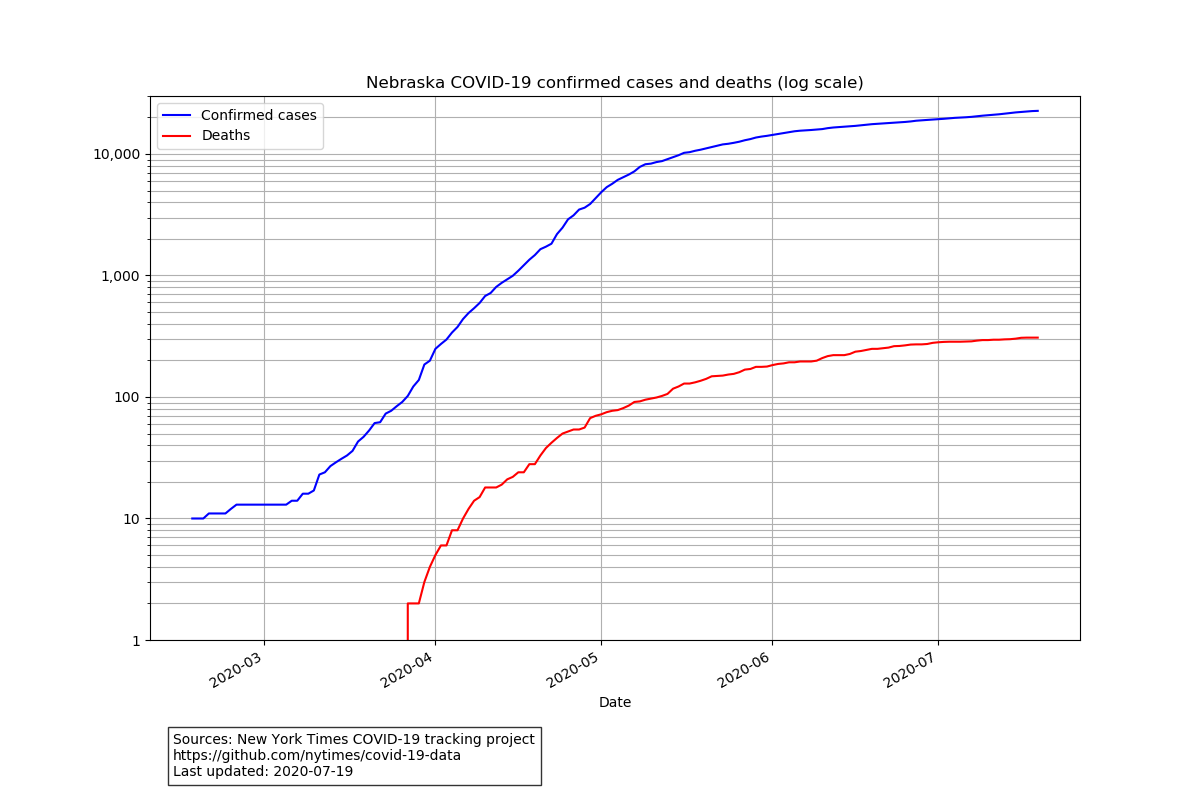 Nebraska COVID-19 confirmed cases and deaths (log scale)
Confirmed cases
Deaths
10,000
1,000
100
10
1
2020-03
2020-04
2020-05
2020-06
2020-07
Date
Sources: New York Times COVID-19 tracking project
https://github.com/nytimes/covid-19-data
Last updated: 2020-07-19